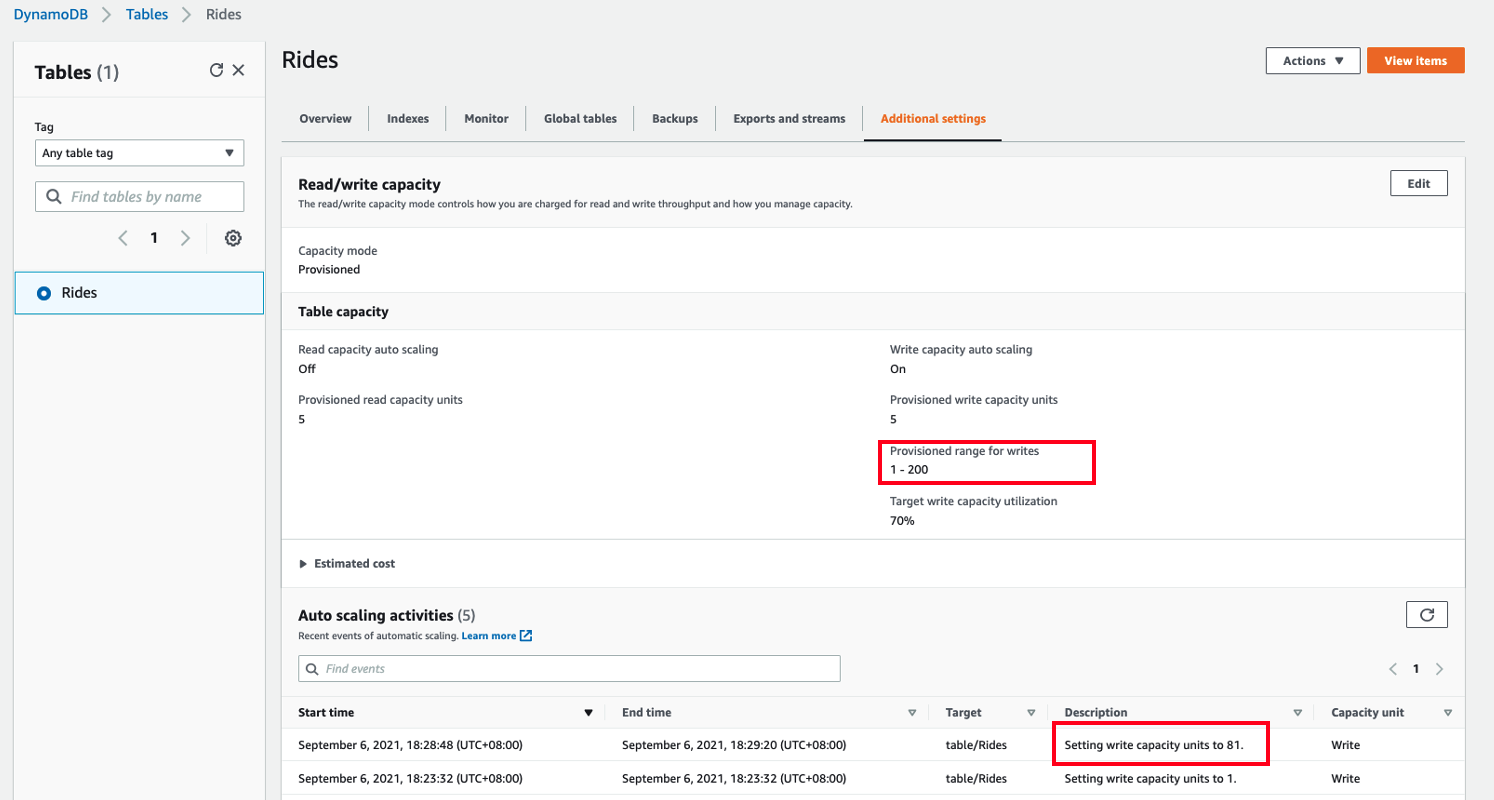 DynamoDB > Tables > Rides
Tables (1)
Tag
Any table tag
Find tables by name
1
Rides
Rides
Actions
View items
Overview Indexes Monitor Global tables Backups Exports and streams Additional settings
Read/write capacity
Edit
The read/write capacity mode controls how you are charged for read and write throughput and how you manage capacity.
Capacity mode
Provisioned
Table capacity
Read capacity auto scaling
Off
Provisioned read capacity units
5
Write capacity auto scaling
On
Provisioned write capacity units
5
Provisioned range for writes
1 - 200
Target write capacity utilization
70%
Estimated cost
Auto scaling activities (5)
Recent events of automatic scaling. Learn more
Find events
1
Start time End time Target Description Capacity unit
September 6, 2021, 18:28:48 (UTC+08:00) September 6, 2021, 18:29:20 (UTC+08:00) table/Rides Setting write capacity units to 81. Write
September 6, 2021, 18:23:32 (UTC+08:00) September 6, 2021, 18:23:32 (UTC+08:00) table/Rides Setting write capacity units to 1. Write